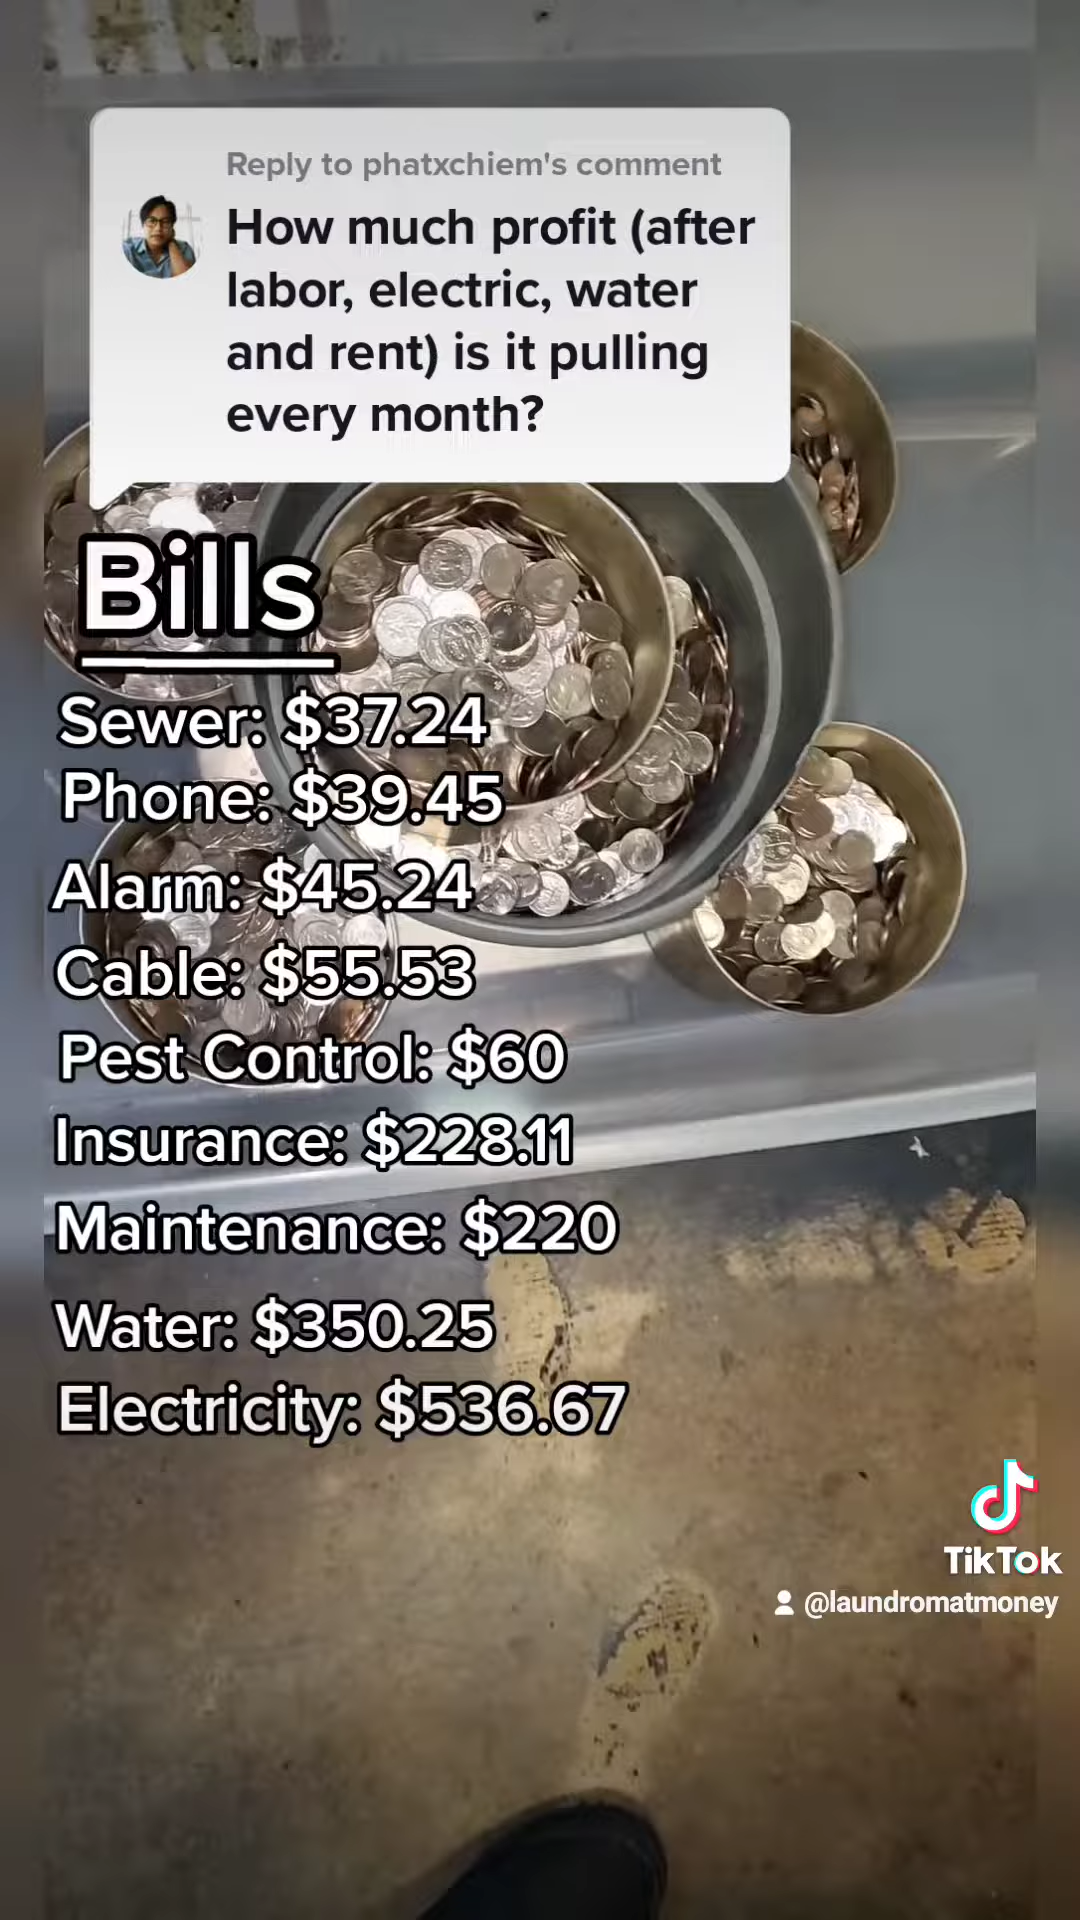 Reply to phatxchiem's comment
How much profit (after
labor, electric, water
and rent) is it pulling
every month?
Bills
Sewer: $37.24
Phone: $39.45
Alarm: $45.24
Cable: $55.53
Pest Control: $60
Insurance: $228.11
Maintenance: $220
Water: $350.25
Electricity: $536.67
TikTok
@laundromatmoney